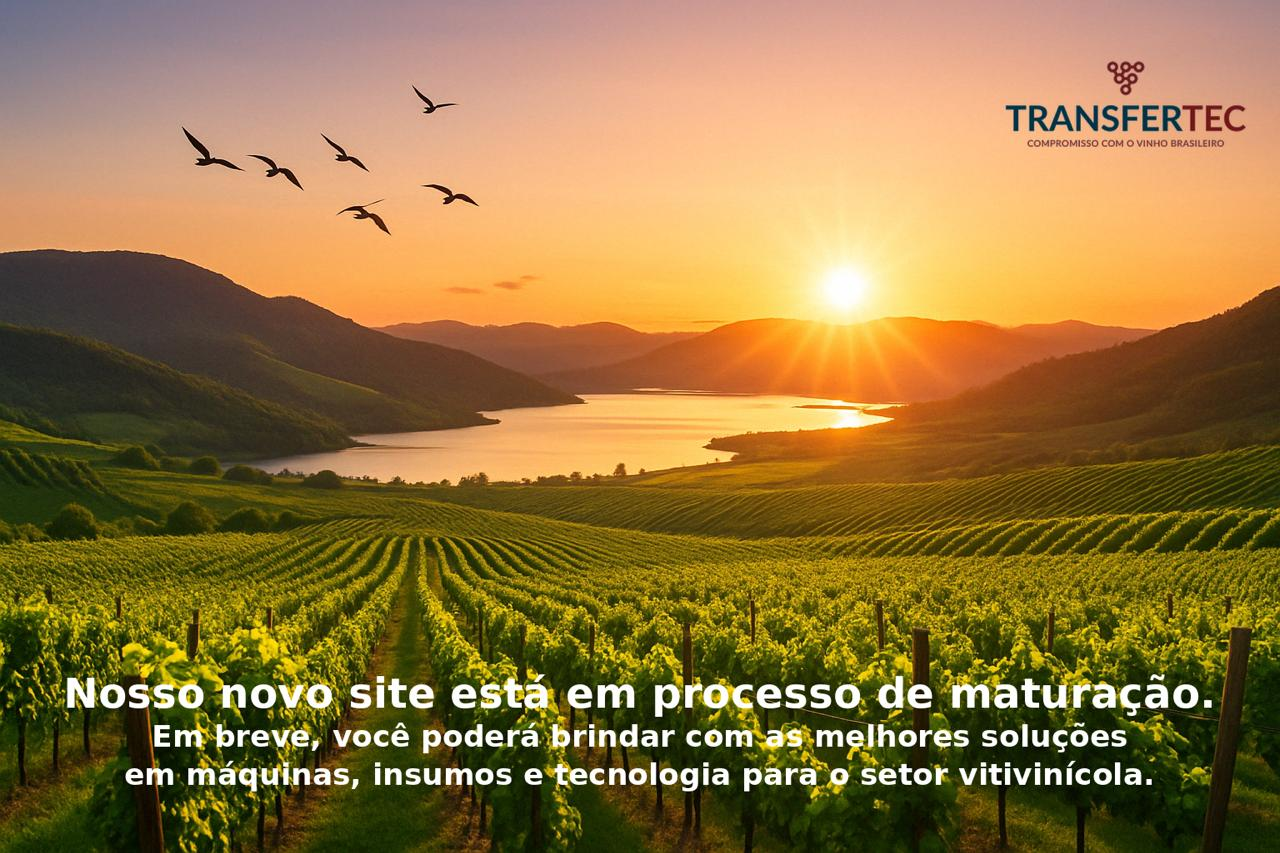 TRANSFERTEC
COMPROMISSO COM O VINHO BRASILEIRO
Nosso novo site está em processo de maturação.
Em breve, você poderá brindar com as melhores soluções
em máquinas, insumos e tecnologia para o setor vitivinícola.